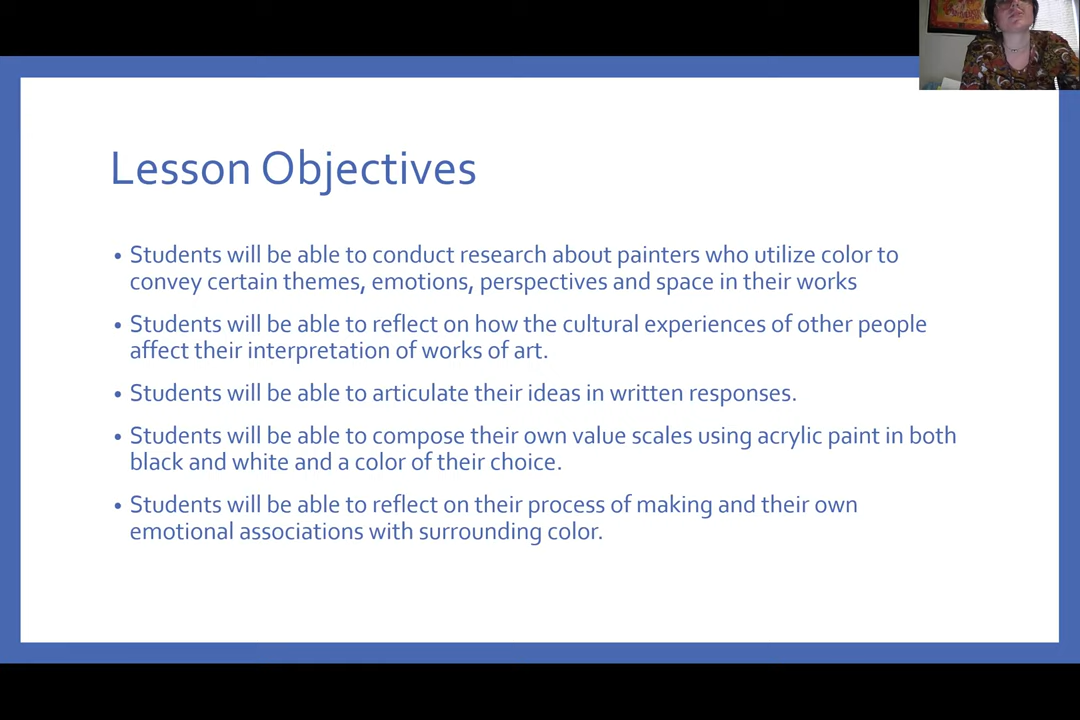 Lesson Objectives
• Students will be able to conduct research about painters who utilize color to
convey certain themes, emotions, perspectives and space in their works
• Students will be able to reflect on how the cultural experiences of other people
affect their interpretation of works of art.
• Students will be able to articulate their ideas in written responses.
• Students will be able to compose their own value scales using acrylic paint in both
black and white and a color of their choice.
• Students will be able to reflect on their process of making and their own
emotional associations with surrounding color.